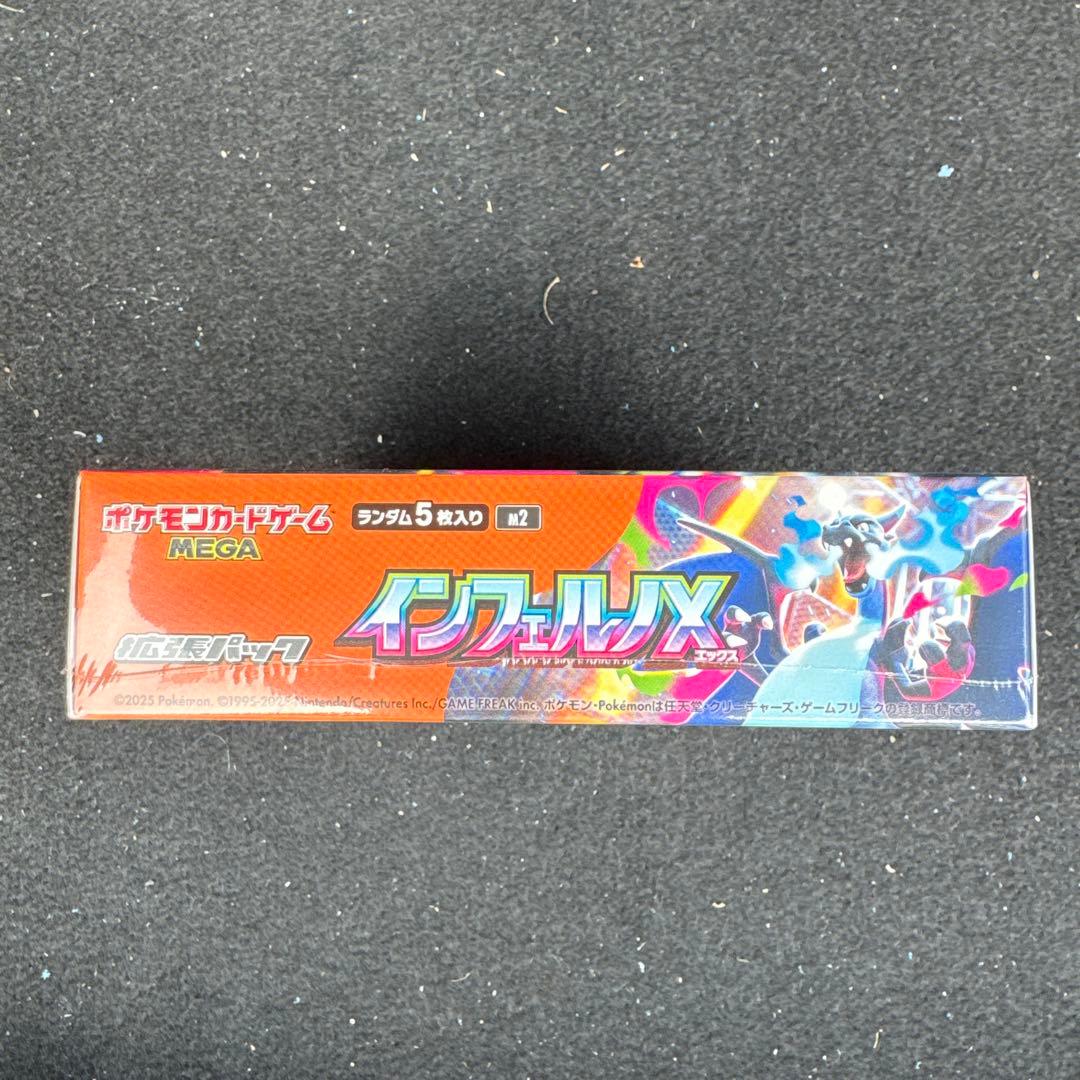 ポケモンカードゲーム
MEGA
ランダム5枚入り M2
インフェルノX
エックス
拡張パック
©2025 Pokémon. ©1995-2025 Nintendo/Creatures Inc./GAME FREAK inc. ポケモン・Pokémonは任天堂・クリーチャーズ・ゲームフリークの登録商標です。